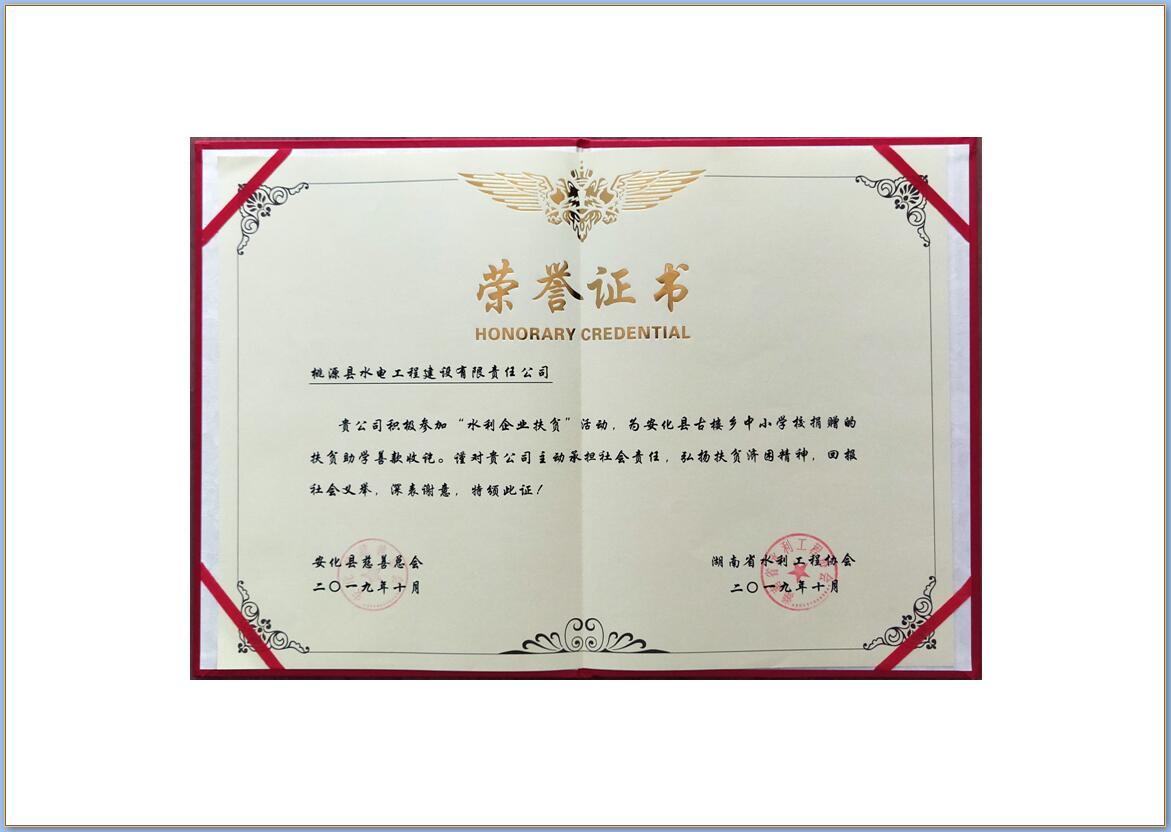 荣誉证书
HONORARY CREDENTIAL
桃源县水电工程建设有限责任公司
贵公司积极参加“水利企业扶贫”活动，为安化县古楼乡中小学校捐赠的
扶贫助学善款收讫。谨对贵公司主动承担社会责任，弘扬扶贫济困精神，回报
社会义举，深表谢意，特颁此证！
安化县慈善总会
二〇一九年十月
湖南省水利工程协会
二〇一九年十月